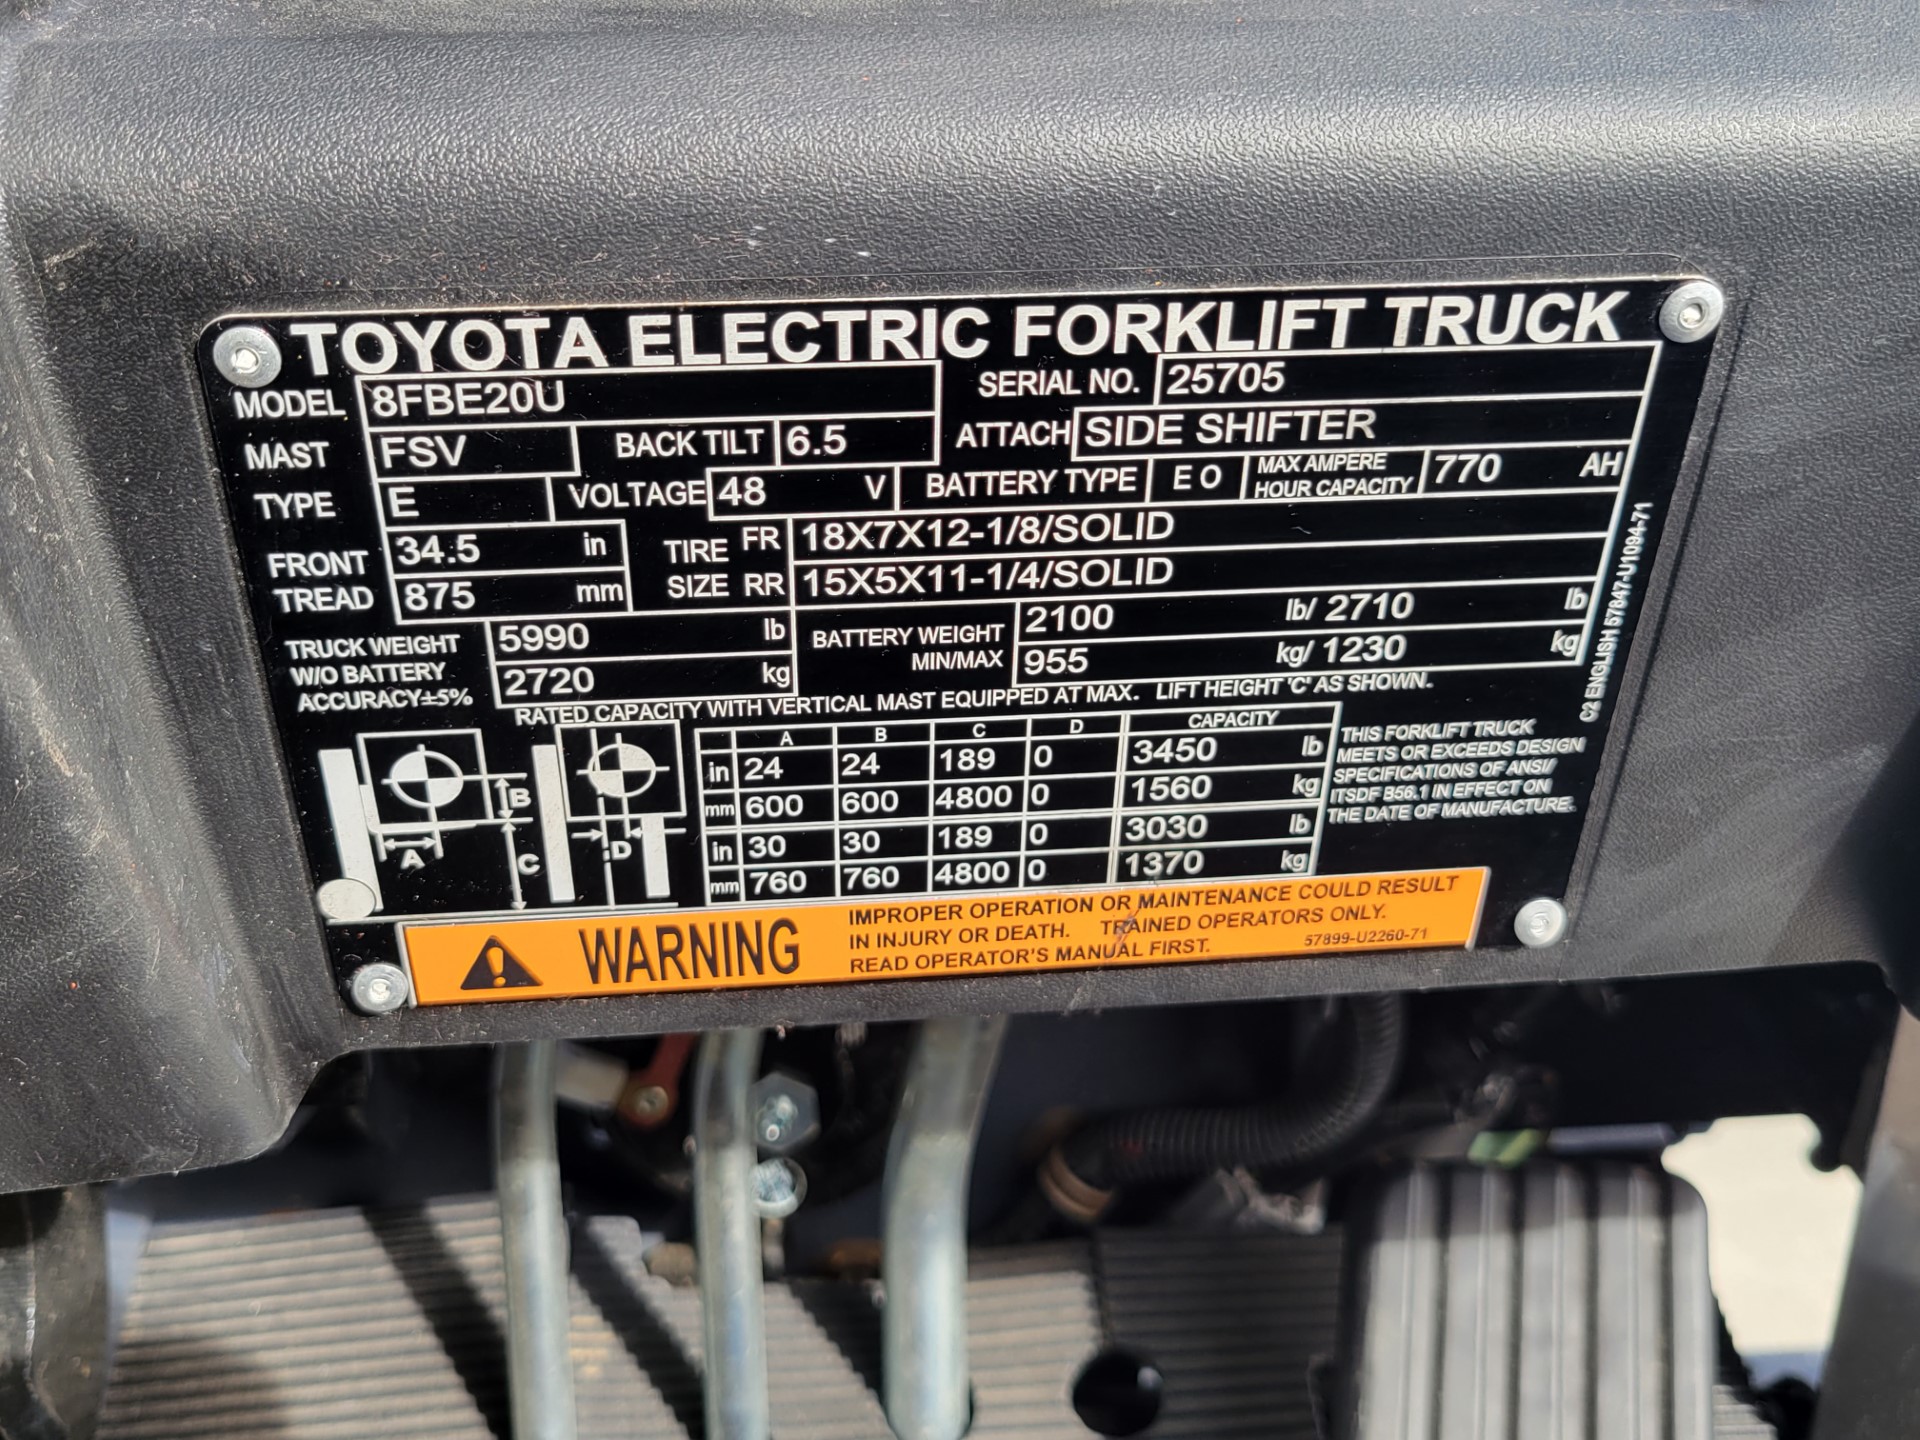 TOYOTA ELECTRIC FORKLIFT TRUCK
MODEL 8FBE20U SERIAL NO. 25705
MAST FSV BACK TILT 6.5 ATTACH SIDE SHIFTER
TYPE E VOLTAGE 48 V BATTERY TYPE E O MAX AMPERE HOUR CAPACITY 770 AH
FRONT TREAD 34.5 in TIRE SIZE FR 18X7X12-1/8/SOLID
875 mm RR 15X5X11-1/4/SOLID
TRUCK WEIGHT W/O BATTERY ACCURACY±5% 5990 lb BATTERY WEIGHT MIN/MAX 2100 lb/ 2710 lb
2720 kg 955 kg/ 1230 kg
RATED CAPACITY WITH VERTICAL MAST EQUIPPED AT MAX. LIFT HEIGHT 'C' AS SHOWN.
A B C D CAPACITY
in 24 24 189 0 3450 lb
mm 600 600 4800 0 1560 kg
in 30 30 189 0 3030 lb
mm 760 760 4800 0 1370 kg
B
A
C
D
THIS FORKLIFT TRUCK
MEETS OR EXCEEDS DESIGN
SPECIFICATIONS OF ANSI/
ITSDF B56.1 IN EFFECT ON
THE DATE OF MANUFACTURE.
C2 ENGLISH 57847-U1094-71
WARNING
IMPROPER OPERATION OR MAINTENANCE COULD RESULT
IN INJURY OR DEATH. TRAINED OPERATORS ONLY.
READ OPERATOR'S MANUAL FIRST. 57899-U2260-71